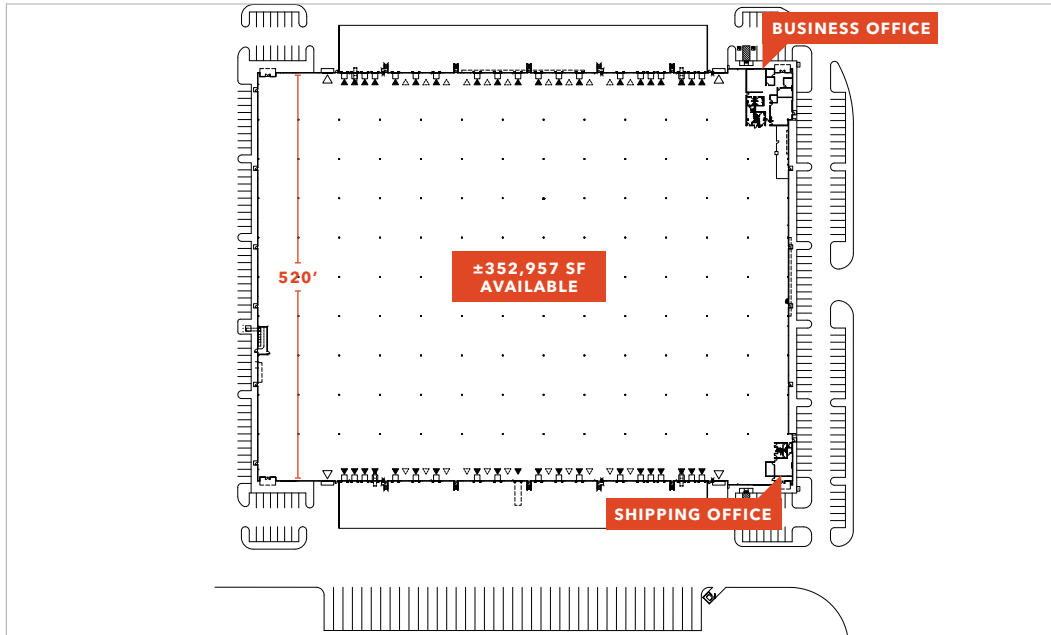 BUSINESS OFFICE
520’
±352,957 SF
AVAILABLE
SHIPPING OFFICE